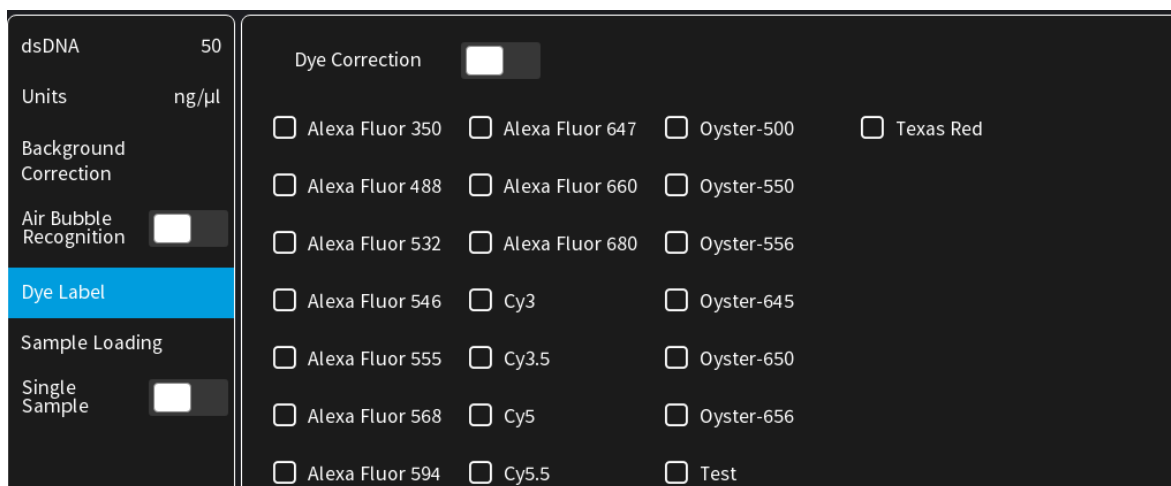 dsDNA 50
Units ng/µl
Background
Correction
Air Bubble
Recognition
Dye Label
Sample Loading
Single
Sample
Dye Correction
Alexa Fluor 350 Alexa Fluor 647 Oyster-500 Texas Red
Alexa Fluor 488 Alexa Fluor 660 Oyster-550
Alexa Fluor 532 Alexa Fluor 680 Oyster-556
Alexa Fluor 546 Cy3 Oyster-645
Alexa Fluor 555 Cy3.5 Oyster-650
Alexa Fluor 568 Cy5 Oyster-656
Alexa Fluor 594 Cy5.5 Test